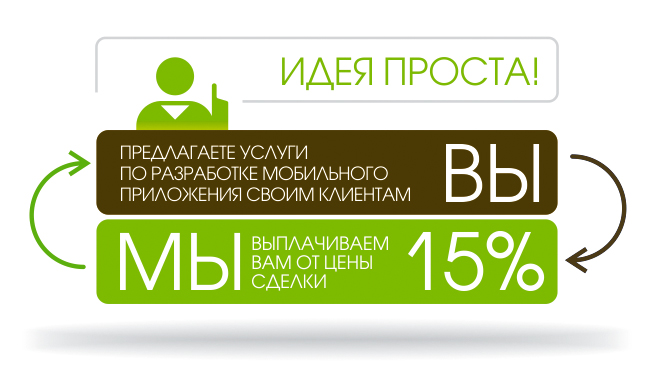 ИДЕЯ ПРОСТА!
ПРЕДЛАГАЕТЕ УСЛУГИ
ПО РАЗРАБОТКЕ МОБИЛЬНОГО
ПРИЛОЖЕНИЯ СВОИМ КЛИЕНТАМ
ВЫ
МЫ
ВЫПЛАЧИВАЕМ
ВАМ ОТ ЦЕНЫ
СДЕЛКИ
15%